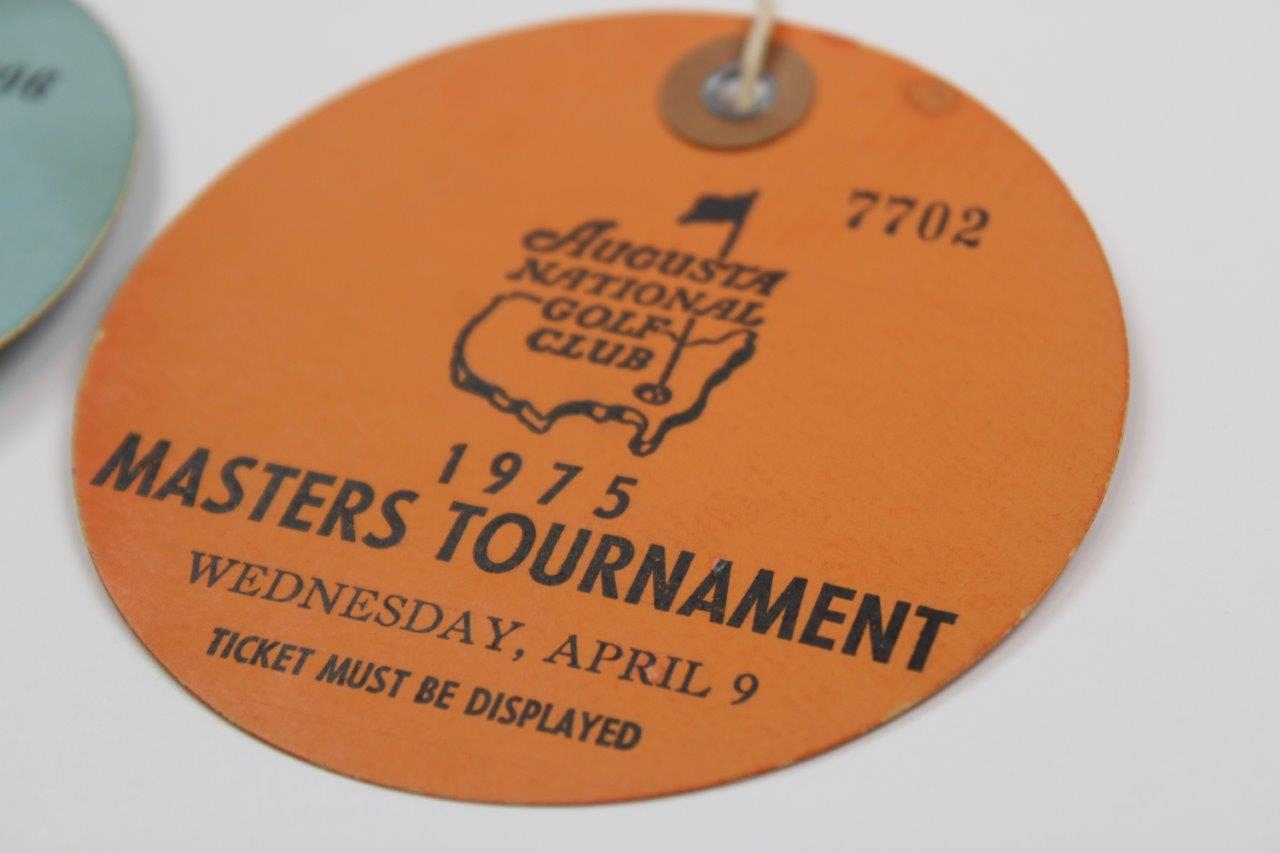 7702
Augusta
NATIONAL
GOLF
CLUB
1975
MASTERS TOURNAMENT
WEDNESDAY, APRIL 9
TICKET MUST BE DISPLAYED